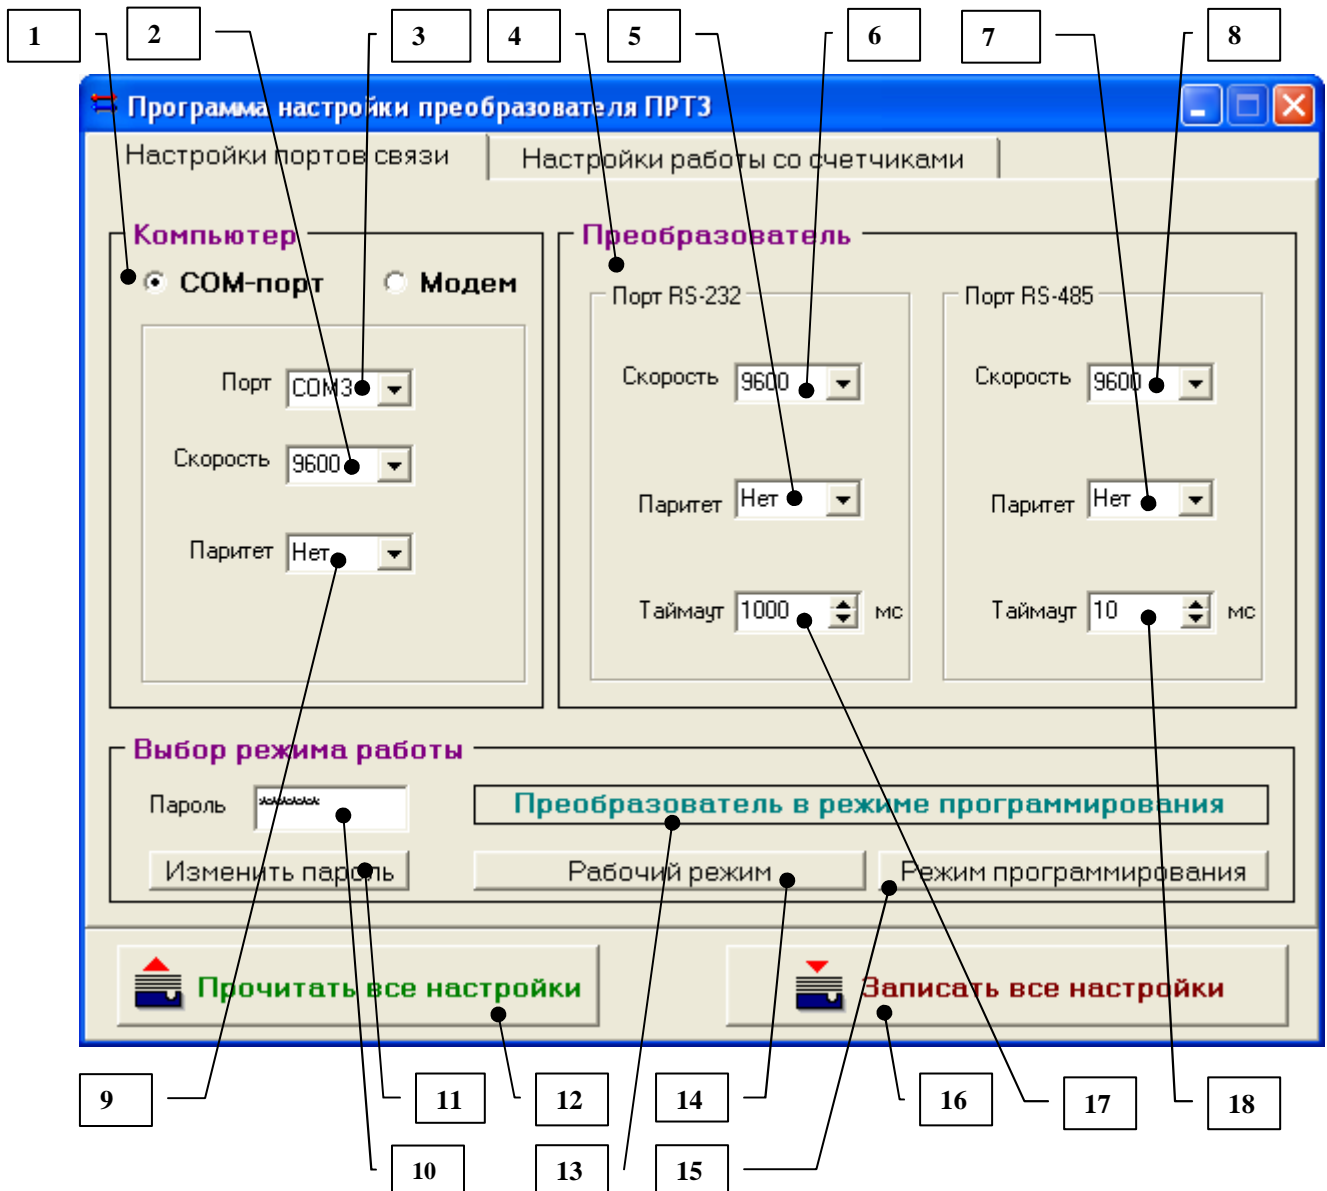 1 2 3 4 5 6 7 8
Программа настройки преобразователя ПРТЗ
Настройки портов связи Настройки работы со счетчиками
Компьютер
COM-порт Модем
Порт COM3
Скорость 9600
Паритет Нет
Преобразователь
Порт RS-232
Скорость 9600
Паритет Нет
Таймаут 1000 мс
Порт RS-485
Скорость 9600
Паритет Нет
Таймаут 10 мс
Выбор режима работы
Пароль *******
Преобразователь в режиме программирования
Изменить пароль Рабочий режим Режим программирования
Прочитать все настройки Записать все настройки
9 11 12 14 16 17 18
10 13 15